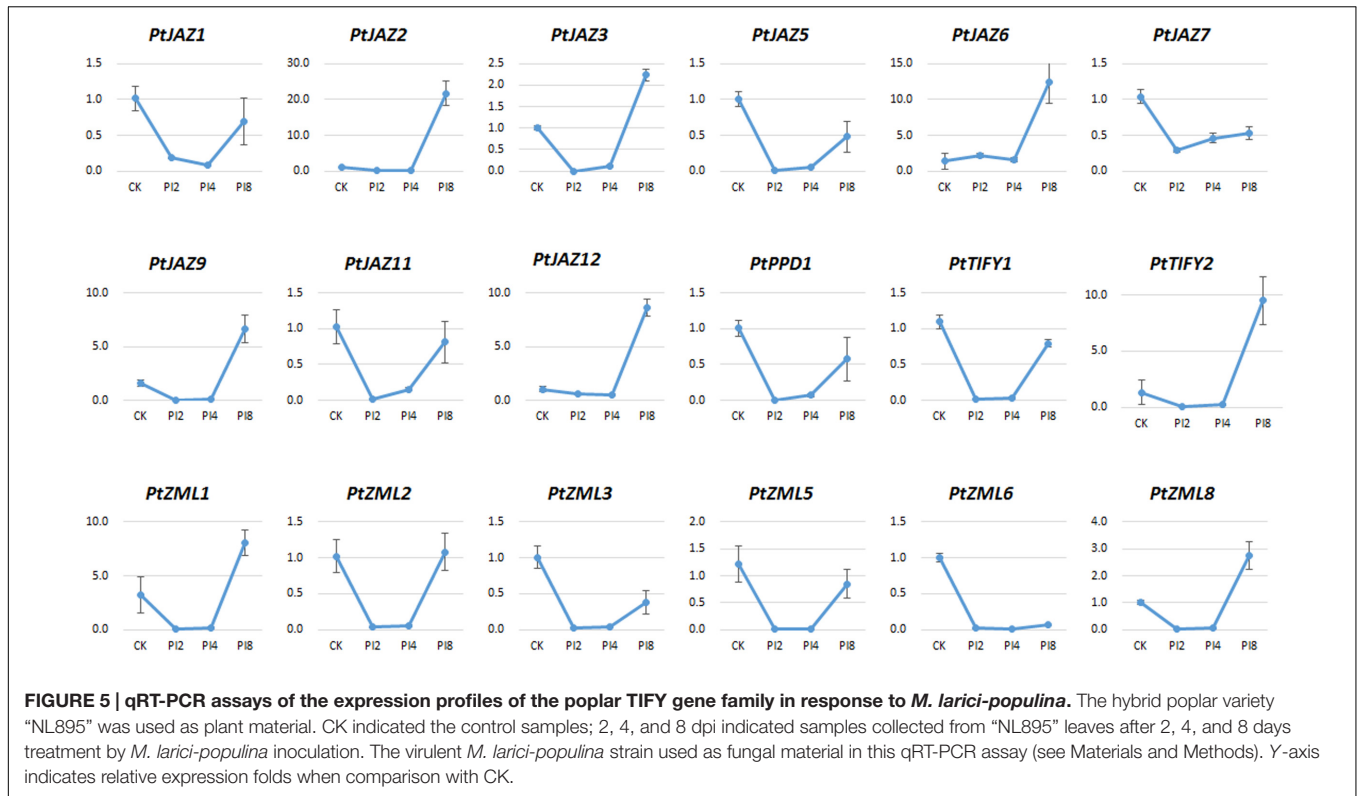 PtJAZ1 PtJAZ2 PtJAZ3 PtJAZ5 PtJAZ6 PtJAZ7
1.5 30.0 2.5 1.5 15.0 1.5
2.0
1.0 20.0 1.5 1.0 10.0 1.0
1.0
0.5 10.0 0.5 0.5 5.0 0.5
0.0 0.0 0.0 0.0 0.0 0.0
CK PI2 PI4 PI8 CK PI2 PI4 PI8 CK PI2 PI4 PI8 CK PI2 PI4 PI8 CK PI2 PI4 PI8 CK PI2 PI4 PI8
PtJAZ9 PtJAZ11 PtJAZ12 PtPPD1 PtTIFY1 PtTIFY2
10.0 1.5 10.0 1.5 1.5 10.0
1.0 1.0 1.0
5.0 5.0 5.0
0.5 0.5 0.5
0.0 0.0 0.0 0.0 0.0 0.0
CK PI2 PI4 PI8 CK PI2 PI4 PI8 CK PI2 PI4 PI8 CK PI2 PI4 PI8 CK PI2 PI4 PI8 CK PI2 PI4 PI8
PtZML1 PtZML2 PtZML3 PtZML5 PtZML6 PtZML8
10.0 1.5 1.5 2.0 1.5 4.0
1.5 3.0
5.0 1.0 1.0 1.0 1.0 2.0
0.5 0.5 0.5 0.5 1.0
0.0 0.0 0.0 0.0 0.0 0.0
CK PI2 PI4 PI8 CK PI2 PI4 PI8 CK PI2 PI4 PI8 CK PI2 PI4 PI8 CK PI2 PI4 PI8 CK PI2 PI4 PI8
FIGURE 5 | qRT-PCR assays of the expression profiles of the poplar TIFY gene family in response to M. larici-populina. The hybrid poplar variety
“NL895” was used as plant material. CK indicated the control samples; 2, 4, and 8 dpi indicated samples collected from “NL895” leaves after 2, 4, and 8 days
treatment by M. larici-populina inoculation. The virulent M. larici-populina strain used as fungal material in this qRT-PCR assay (see Materials and Methods). Y-axis
indicates relative expression folds when comparison with CK.